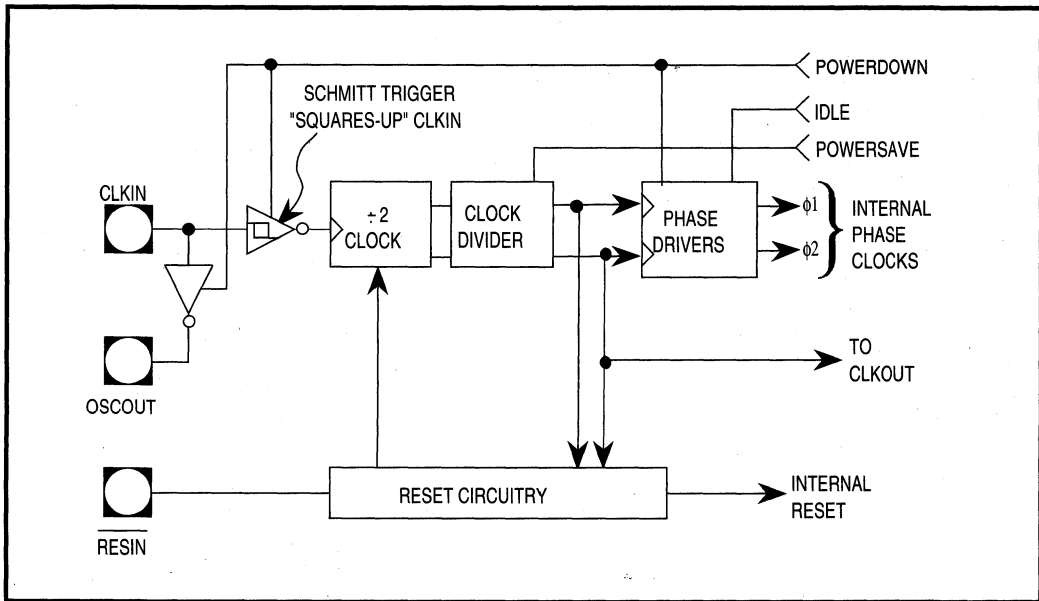 POWERDOWN
SCHMITT TRIGGER
"SQUARES-UP" CLKIN
IDLE
POWERSAVE
CLKIN
÷2
CLOCK
CLOCK
DIVIDER
PHASE
DRIVERS
ϕ1
ϕ2
INTERNAL
PHASE
CLOCKS
TO
CLKOUT
OSCOUT
RESET CIRCUITRY
INTERNAL
RESET
RESIN